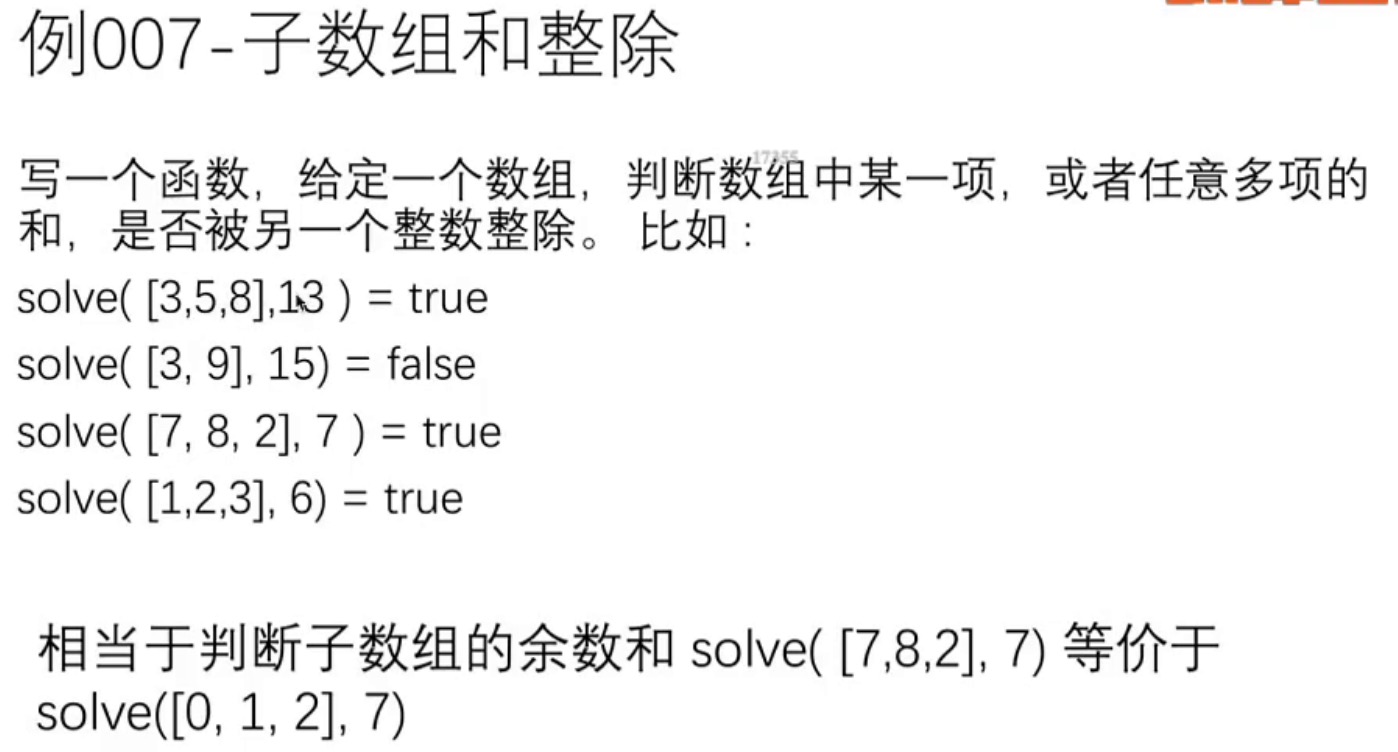 例007-子数组和整除
17355
写一个函数，给定一个数组，判断数组中某一项，或者任意多项的
和，是否被另一个整数整除。 比如：
solve( [3,5,8],13 ) = true
solve( [3, 9], 15) = false
solve( [7, 8, 2], 7 ) = true
solve( [1,2,3], 6) = true
相当于判断子数组的余数和 solve( [7,8,2], 7) 等价于
solve([0, 1, 2], 7)